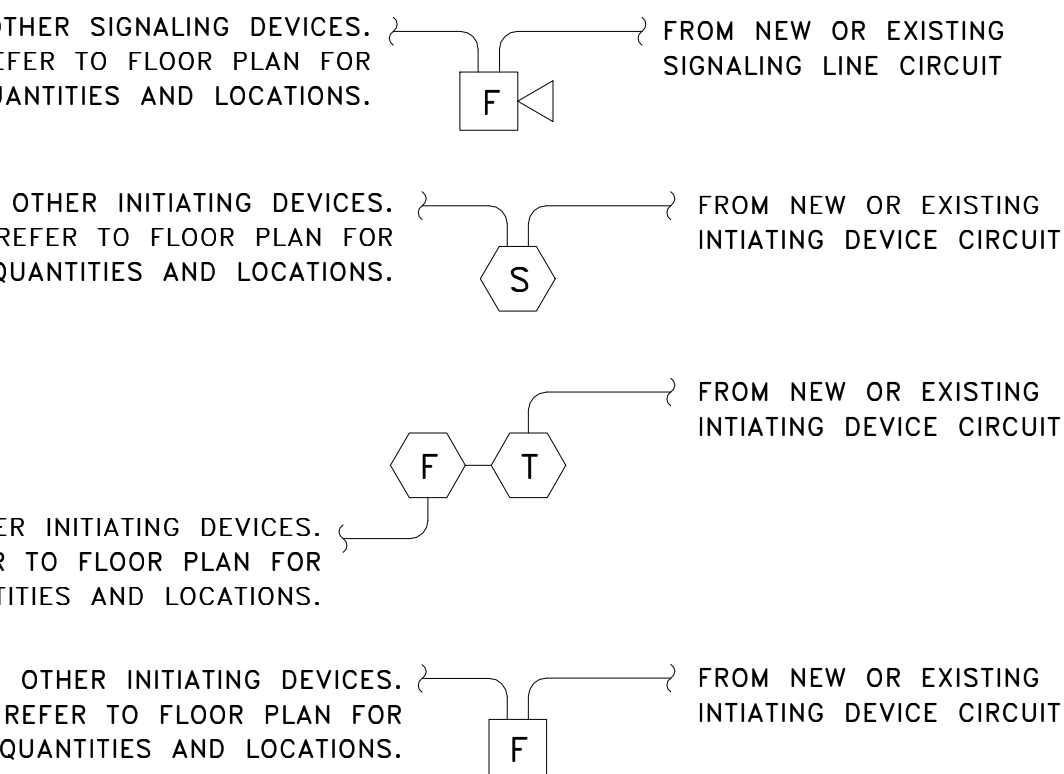 OTHER SIGNALING DEVICES.
REFER TO FLOOR PLAN FOR
QUANTITIES AND LOCATIONS.
F
FROM NEW OR EXISTING
SIGNALING LINE CIRCUIT
OTHER INITIATING DEVICES.
REFER TO FLOOR PLAN FOR
QUANTITIES AND LOCATIONS.
S
FROM NEW OR EXISTING
INTIATING DEVICE CIRCUIT
FROM NEW OR EXISTING
INTIATING DEVICE CIRCUIT
F T
INITIATING DEVICES.
TO FLOOR PLAN FOR
AND LOCATIONS.
OTHER INITIATING DEVICES.
REFER TO FLOOR PLAN FOR
QUANTITIES AND LOCATIONS.
F
FROM NEW OR EXISTING
INTIATING DEVICE CIRCUIT